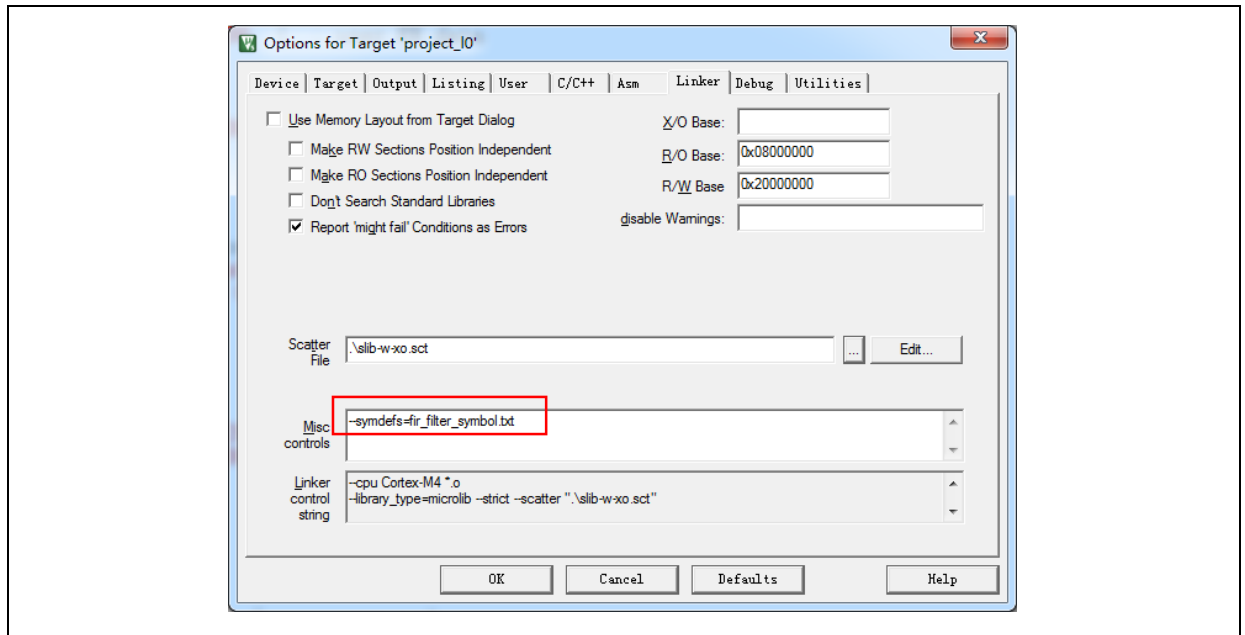 Options for Target 'project_l0'
Device Target Output Listing User C/C++ Asm Linker Debug Utilities
Use Memory Layout from Target Dialog
X/O Base:
Make RW Sections Position Independent
R/O Base: 0x08000000
Make RO Sections Position Independent
R/W Base 0x20000000
Don't Search Standard Libraries
disable Warnings:
Report 'might fail' Conditions as Errors
Scatter File
.\slib-w-xo.sct
... Edit...
Misc controls
--symdefs=fir_filter_symbol.txt
Linker control string
--cpu Cortex-M4 *.o
--library_type=microlib --strict --scatter ".\slib-w-xo.sct"
OK Cancel Defaults Help